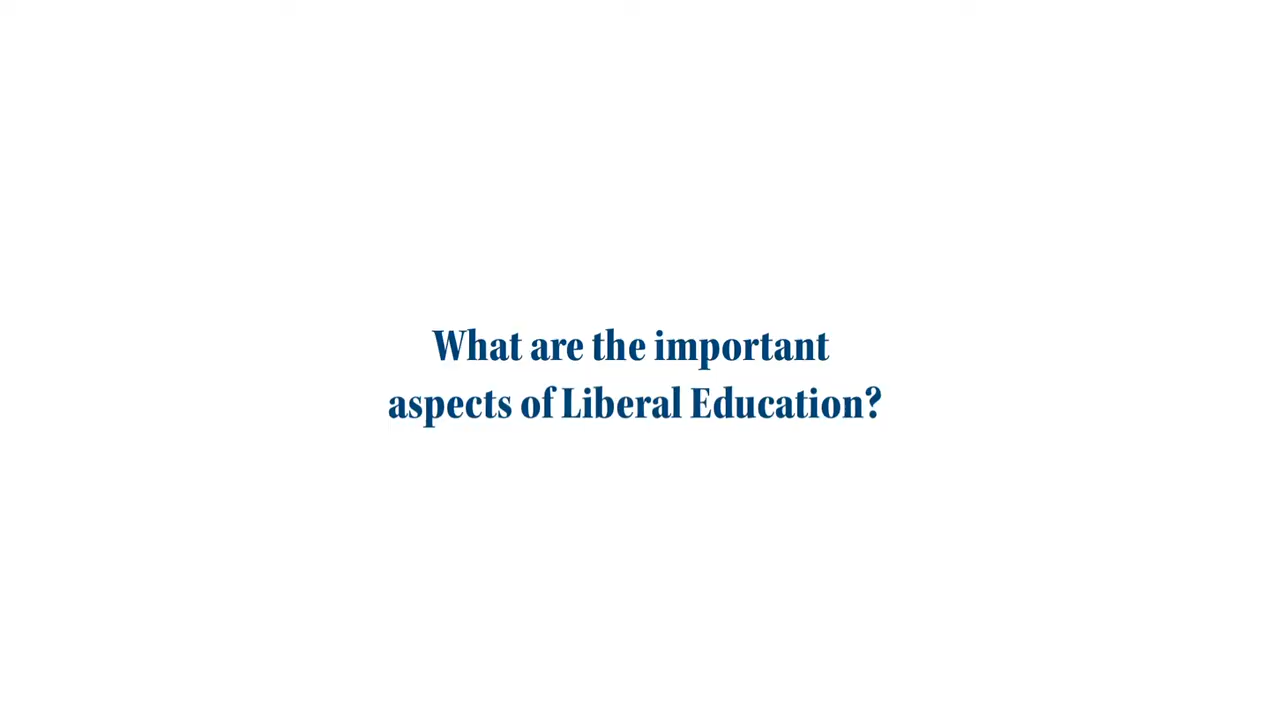 What are the important
aspects of Liberal Education?